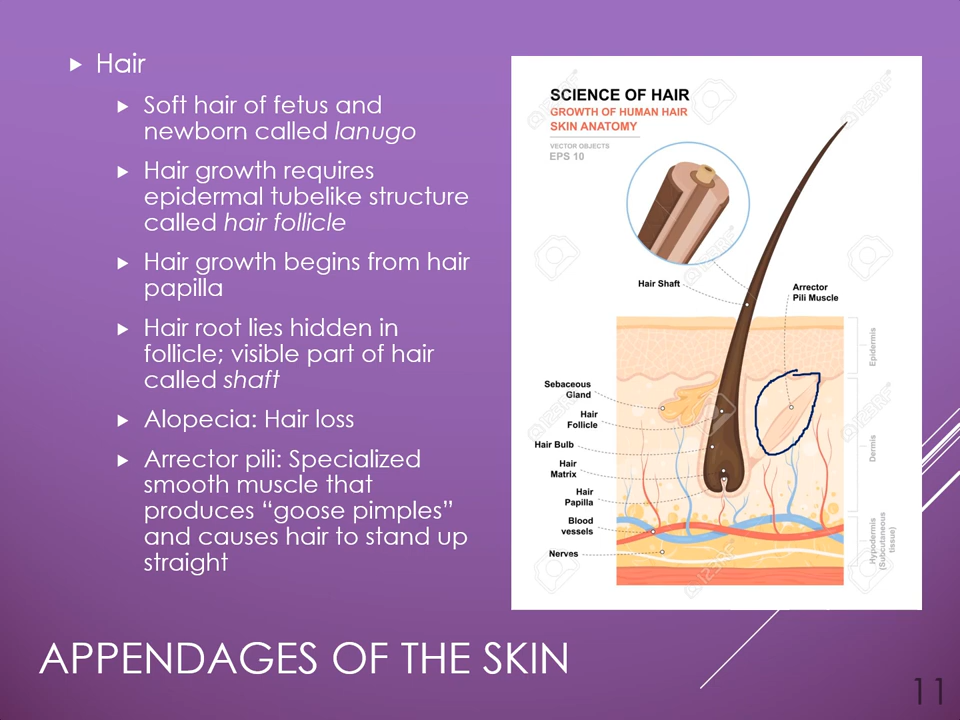 Hair
Soft hair of fetus and
newborn called lanugo
Hair growth requires
epidermal tubelike structure
called hair follicle
Hair growth begins from hair
papilla
Hair root lies hidden in
follicle; visible part of hair
called shaft
Alopecia: Hair loss
Arrector pili: Specialized
smooth muscle that
produces “goose pimples”
and causes hair to stand up
straight
SCIENCE OF HAIR
GROWTH OF HUMAN HAIR
SKIN ANATOMY
VECTOR OBJECTS
EPS 10
Hair Shaft
Arrector
Pili Muscle
Sebaceous
Gland
Hair
Follicle
Hair Bulb
Hair
Matrix
Hair
Papilla
Blood
vessels
Nerves
Epidermis
Dermis
Hypodermis
(Subcutaneous
tissue)
123RF
APPENDAGES OF THE SKIN
11